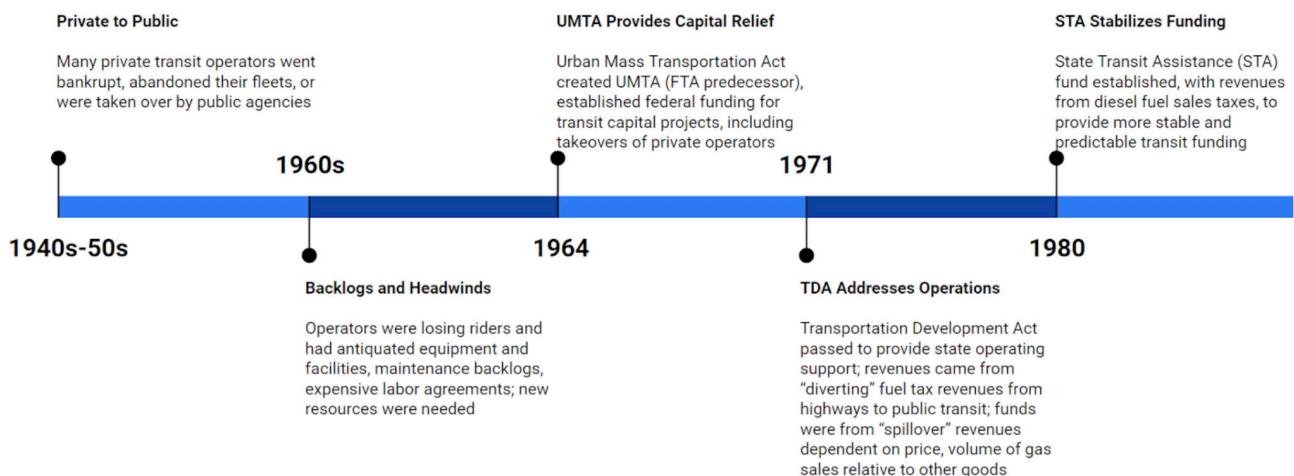 Private to Public
Many private transit operators went
bankrupt, abandoned their fleets, or
were taken over by public agencies
1940s-50s
1960s
Backlogs and Headwinds
Operators were losing riders and
had antiquated equipment and
facilities, maintenance backlogs,
expensive labor agreements; new
resources were needed
UMTA Provides Capital Relief
Urban Mass Transportation Act
created UMTA (FTA predecessor),
established federal funding for
transit capital projects, including
takeovers of private operators
1964
1971
TDA Addresses Operations
Transportation Development Act
passed to provide state operating
support; revenues came from
“diverting” fuel tax revenues from
highways to public transit; funds
were from “spillover” revenues
dependent on price, volume of gas
sales relative to other goods
STA Stabilizes Funding
State Transit Assistance (STA)
fund established, with revenues
from diesel fuel sales taxes, to
provide more stable and
predictable transit funding
1980